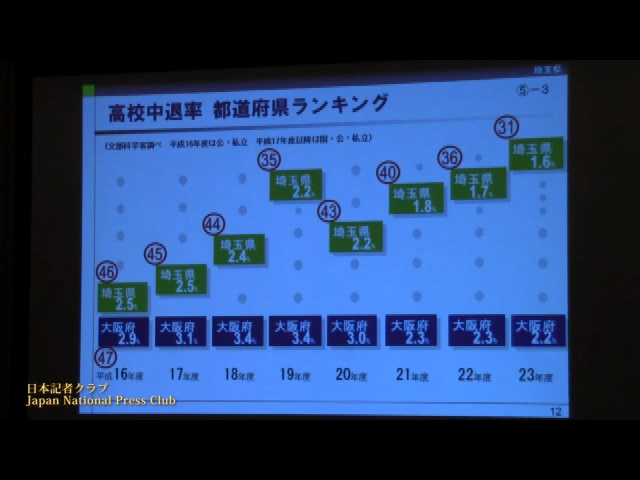 埼玉県
⑤－3
高校中退率 都道府県ランキング
（文部科学省調べ　平成16年度は公・私立　平成17年度以降は国・公・私立）
㉛
埼玉県
1.6%
㊱
埼玉県
1.7%
㉟
埼玉県
2.2%
㊵
埼玉県
1.8%
㊸
埼玉県
2.2%
㊹
埼玉県
2.4%
㊺
埼玉県
2.5%
㊻
埼玉県
2.5%
大阪府 大阪府 大阪府 大阪府 大阪府 大阪府 大阪府 大阪府
2.9% 3.1% 3.4% 3.4% 3.0% 2.3% 2.3% 2.2%
㊼
平成16年度 17年度 18年度 19年度 20年度 21年度 22年度 23年度
12
日本記者クラブ
Japan National Press Club